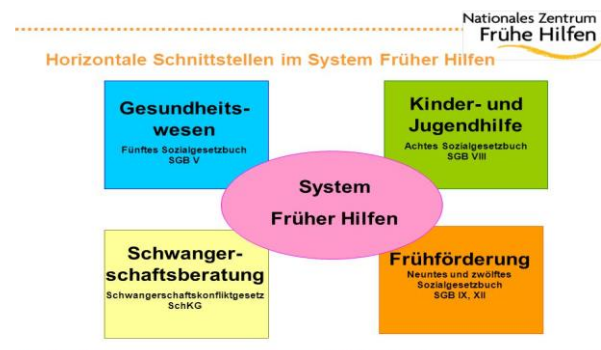 Nationales Zentrum
Frühe Hilfen
Horizontale Schnittstellen im System Früher Hilfen
Gesundheits-
wesen
Fünftes Sozialgesetzbuch
SGB V
Kinder- und
Jugendhilfe
Achtes Sozialgesetzbuch
SGB VIII
System
Früher Hilfen
Schwanger-
schaftsberatung
Schwangerschaftskonfliktgesetz
SchKG
Frühförderung
Neuntes und zwölftes
Sozialgesetzbuch
SGB IX, XII